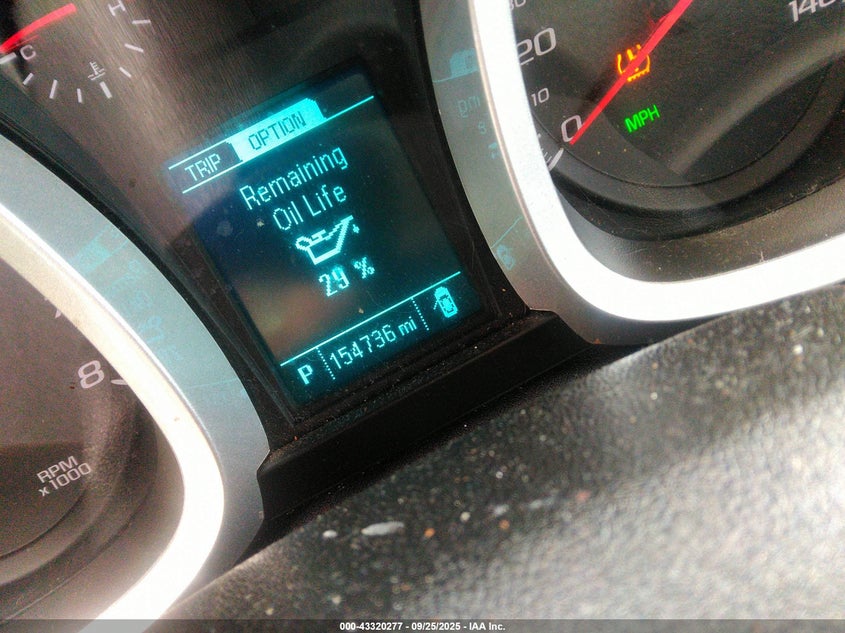 H
C
TRIP OPTION
Remaining
Oil Life
29 %
P 154736 mi
20
10
0
MPH
8
RPM
x1000
000-43320277 - 09/25/2025 - IAA Inc.